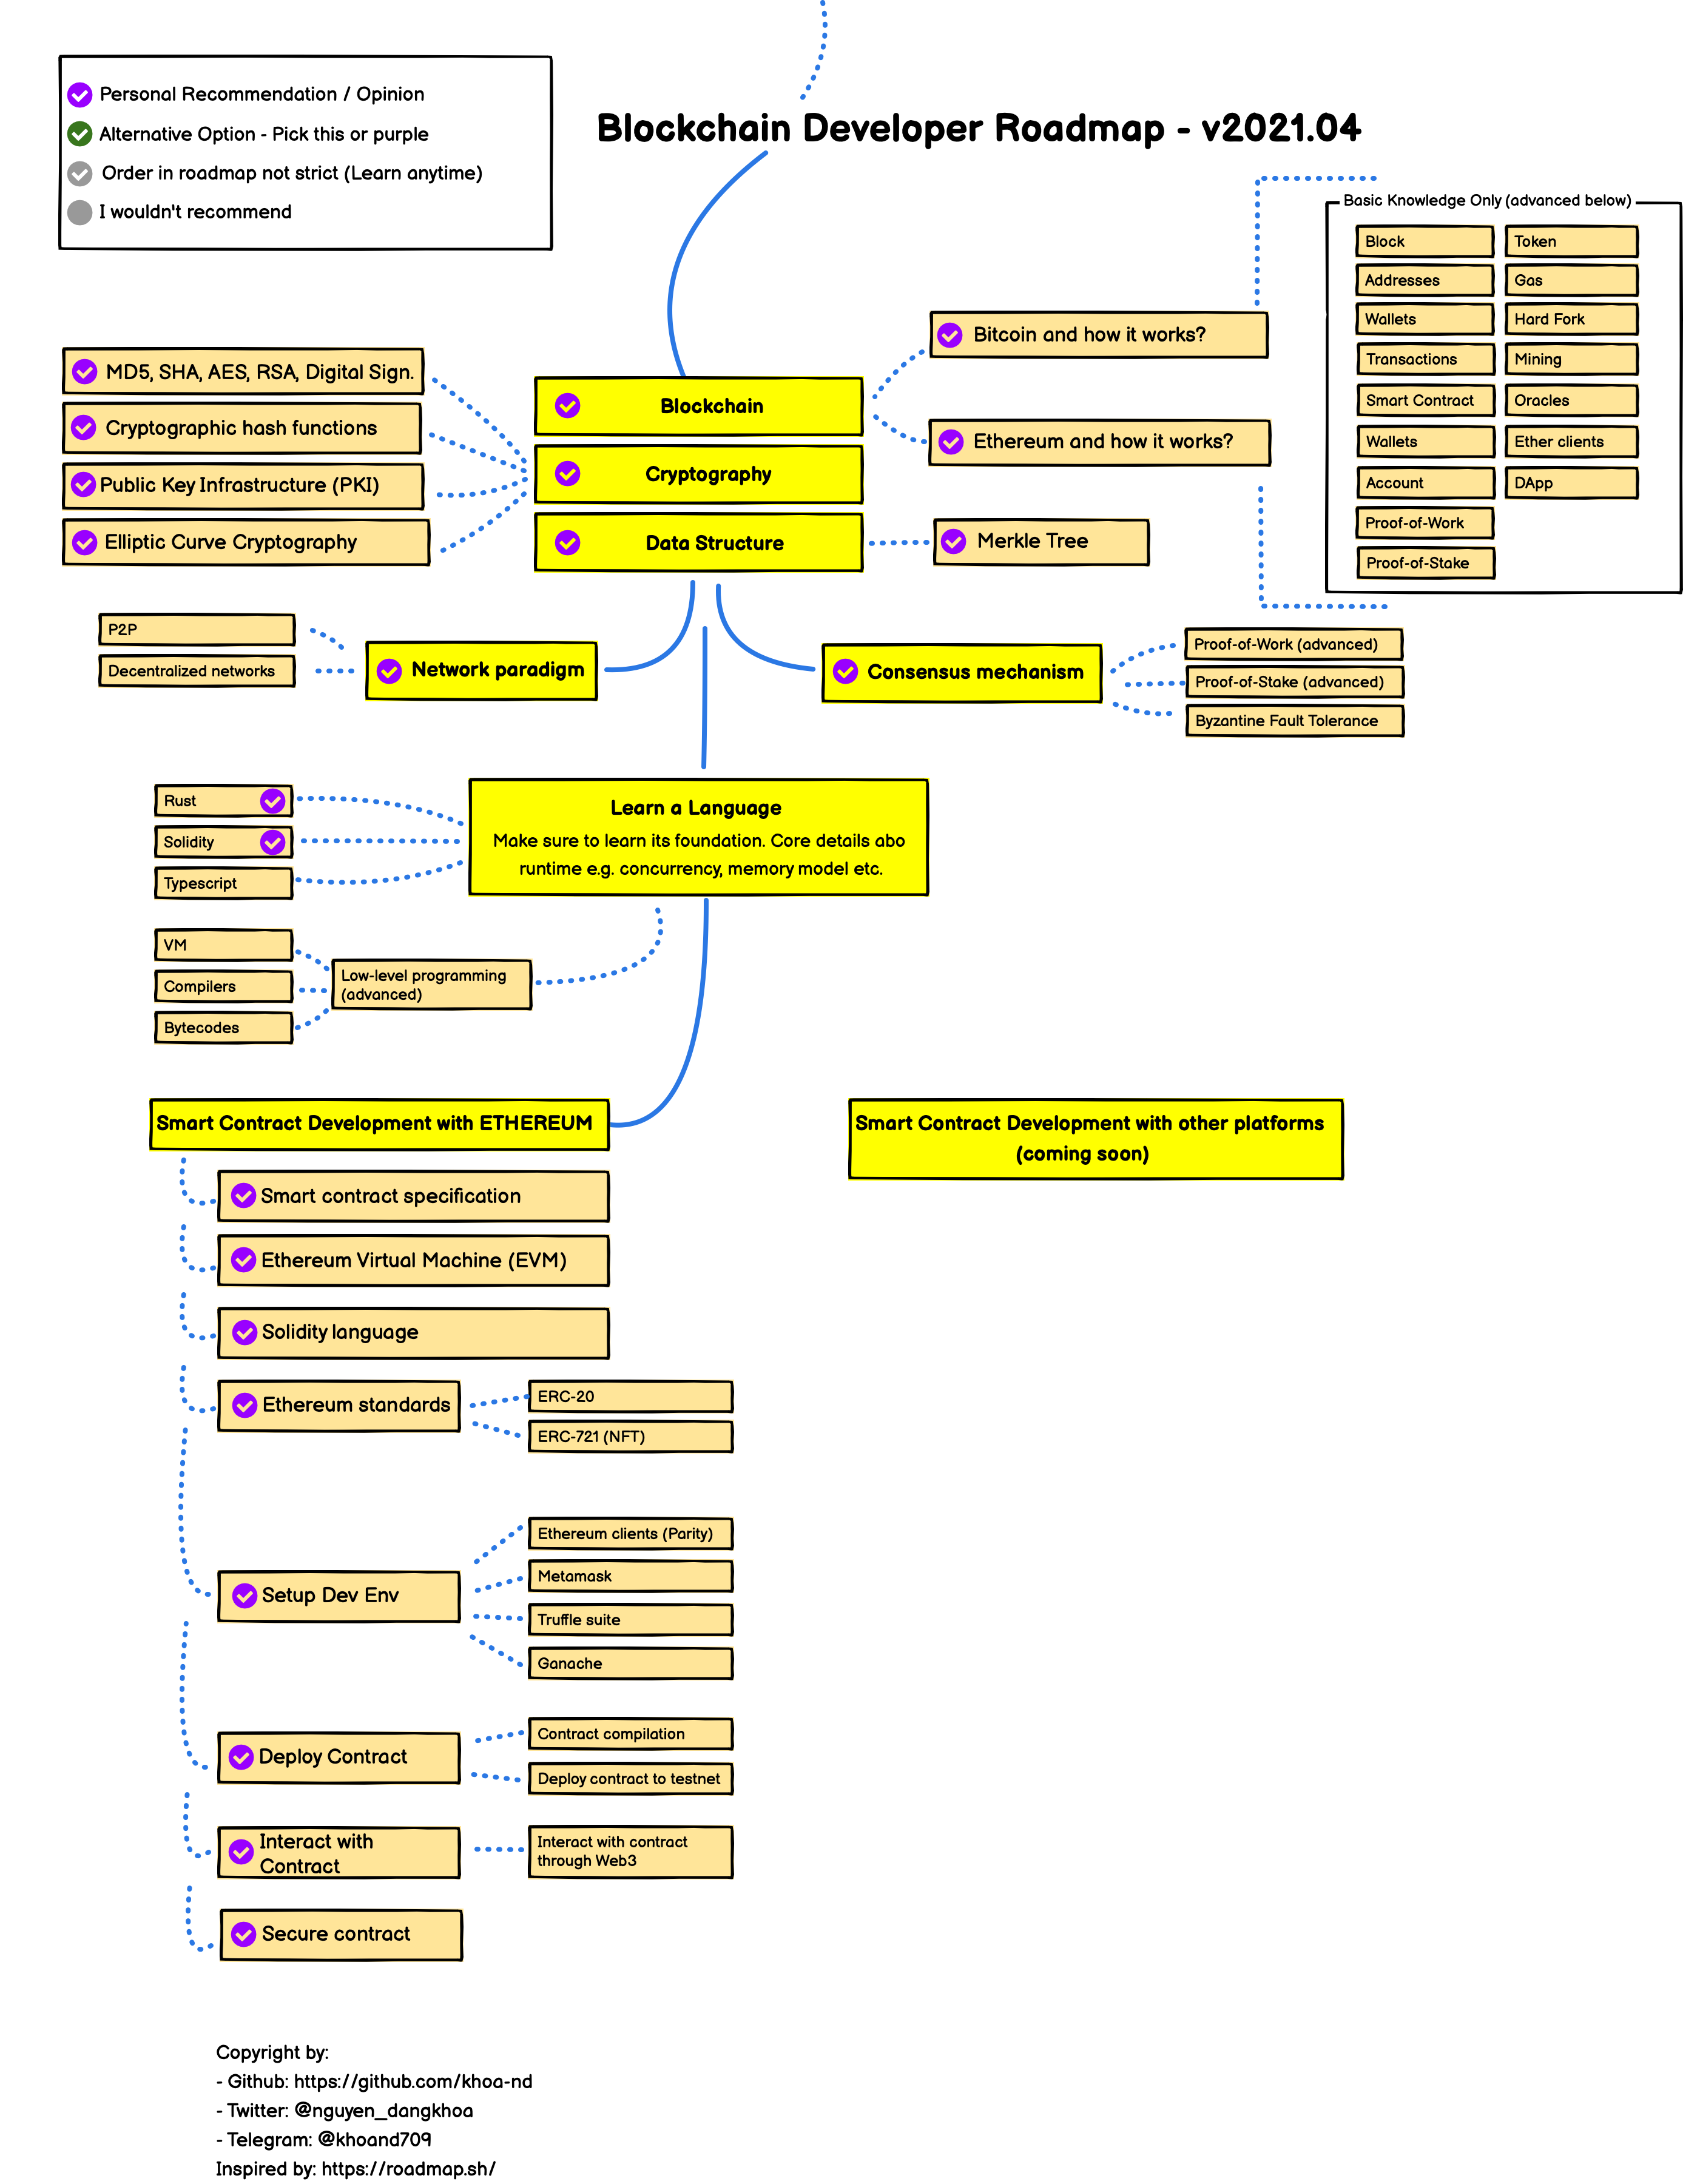 Personal Recommendation / Opinion
Alternative Option - Pick this or purple
Order in roadmap not strict (Learn anytime)
I wouldn't recommend
Blockchain Developer Roadmap - v2021.04
Basic Knowledge Only (advanced below)
Block
Token
Addresses
Gas
Wallets
Hard Fork
Transactions
Mining
Smart Contract
Oracles
Wallets
Ether clients
Account
DApp
Proof-of-Work
Proof-of-Stake
Bitcoin and how it works?
Ethereum and how it works?
Blockchain
Cryptography
Data Structure
Merkle Tree
MD5, SHA, AES, RSA, Digital Sign.
Cryptographic hash functions
Public Key Infrastructure (PKI)
Elliptic Curve Cryptography
P2P
Decentralized networks
Network paradigm
Consensus mechanism
Proof-of-Work (advanced)
Proof-of-Stake (advanced)
Byzantine Fault Tolerance
Learn a Language
Make sure to learn its foundation. Core details abo
runtime e.g. concurrency, memory model etc.
Rust
Solidity
Typescript
VM
Compilers
Bytecodes
Low-level programming
(advanced)
Smart Contract Development with ETHEREUM
Smart Contract Development with other platforms
(coming soon)
Smart contract specification
Ethereum Virtual Machine (EVM)
Solidity language
Ethereum standards
ERC-20
ERC-721 (NFT)
Setup Dev Env
Ethereum clients (Parity)
Metamask
Truffle suite
Ganache
Deploy Contract
Contract compilation
Deploy contract to testnet
Interact with
Contract
Interact with contract
through Web3
Secure contract
Copyright by:
- Github: https://github.com/khoa-nd
- Twitter: @nguyen_dangkhoa
- Telegram: @khoand709
Inspired by: https://roadmap.sh/